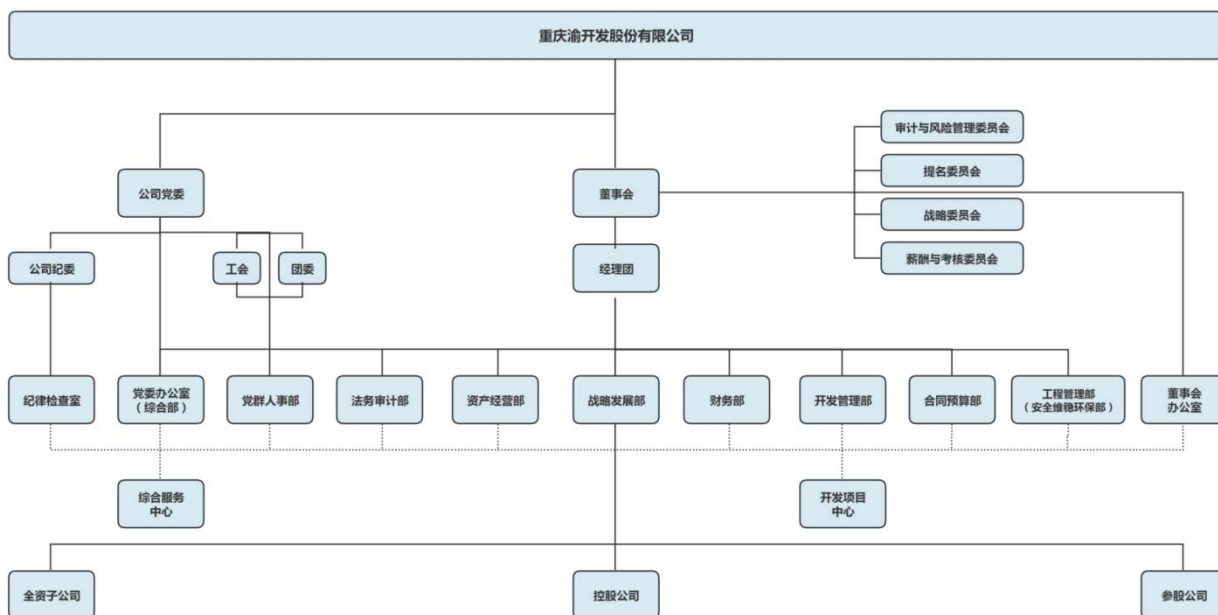 重庆渝开发股份有限公司
审计与风险管理委员会
提名委员会
战略委员会
薪酬与考核委员会
公司党委
董事会
公司纪委
工会
团委
经理团
纪律检查室
党委办公室
（综合部）
党群人事部
法务审计部
资产经营部
战略发展部
财务部
开发管理部
合同预算部
工程管理部
（安全维稳环保部）
董事会
办公室
综合服务
中心
开发项目
中心
全资子公司
控股公司
参股公司